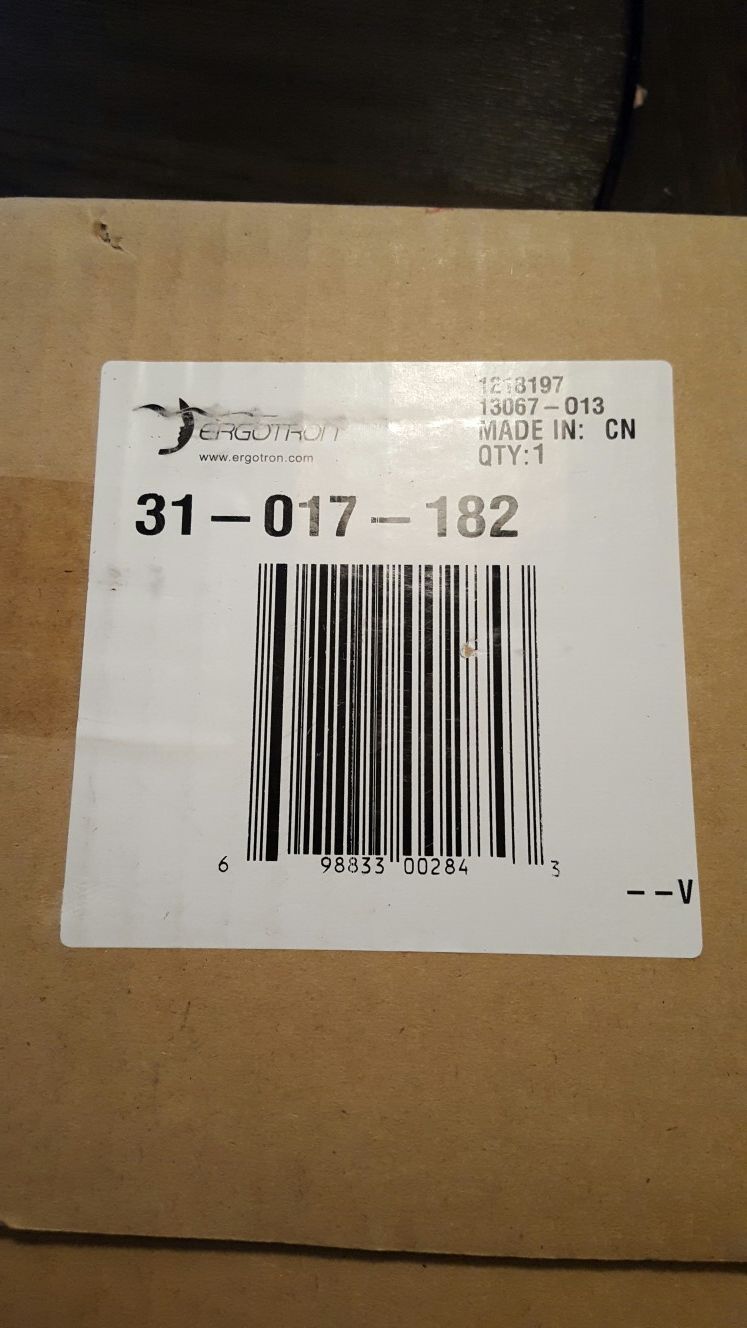 1218197
13067-013
MADE IN: CN
QTY:1
ERGOTRON
www.ergotron.com
31-017-182
6 98833 00284 3
--V